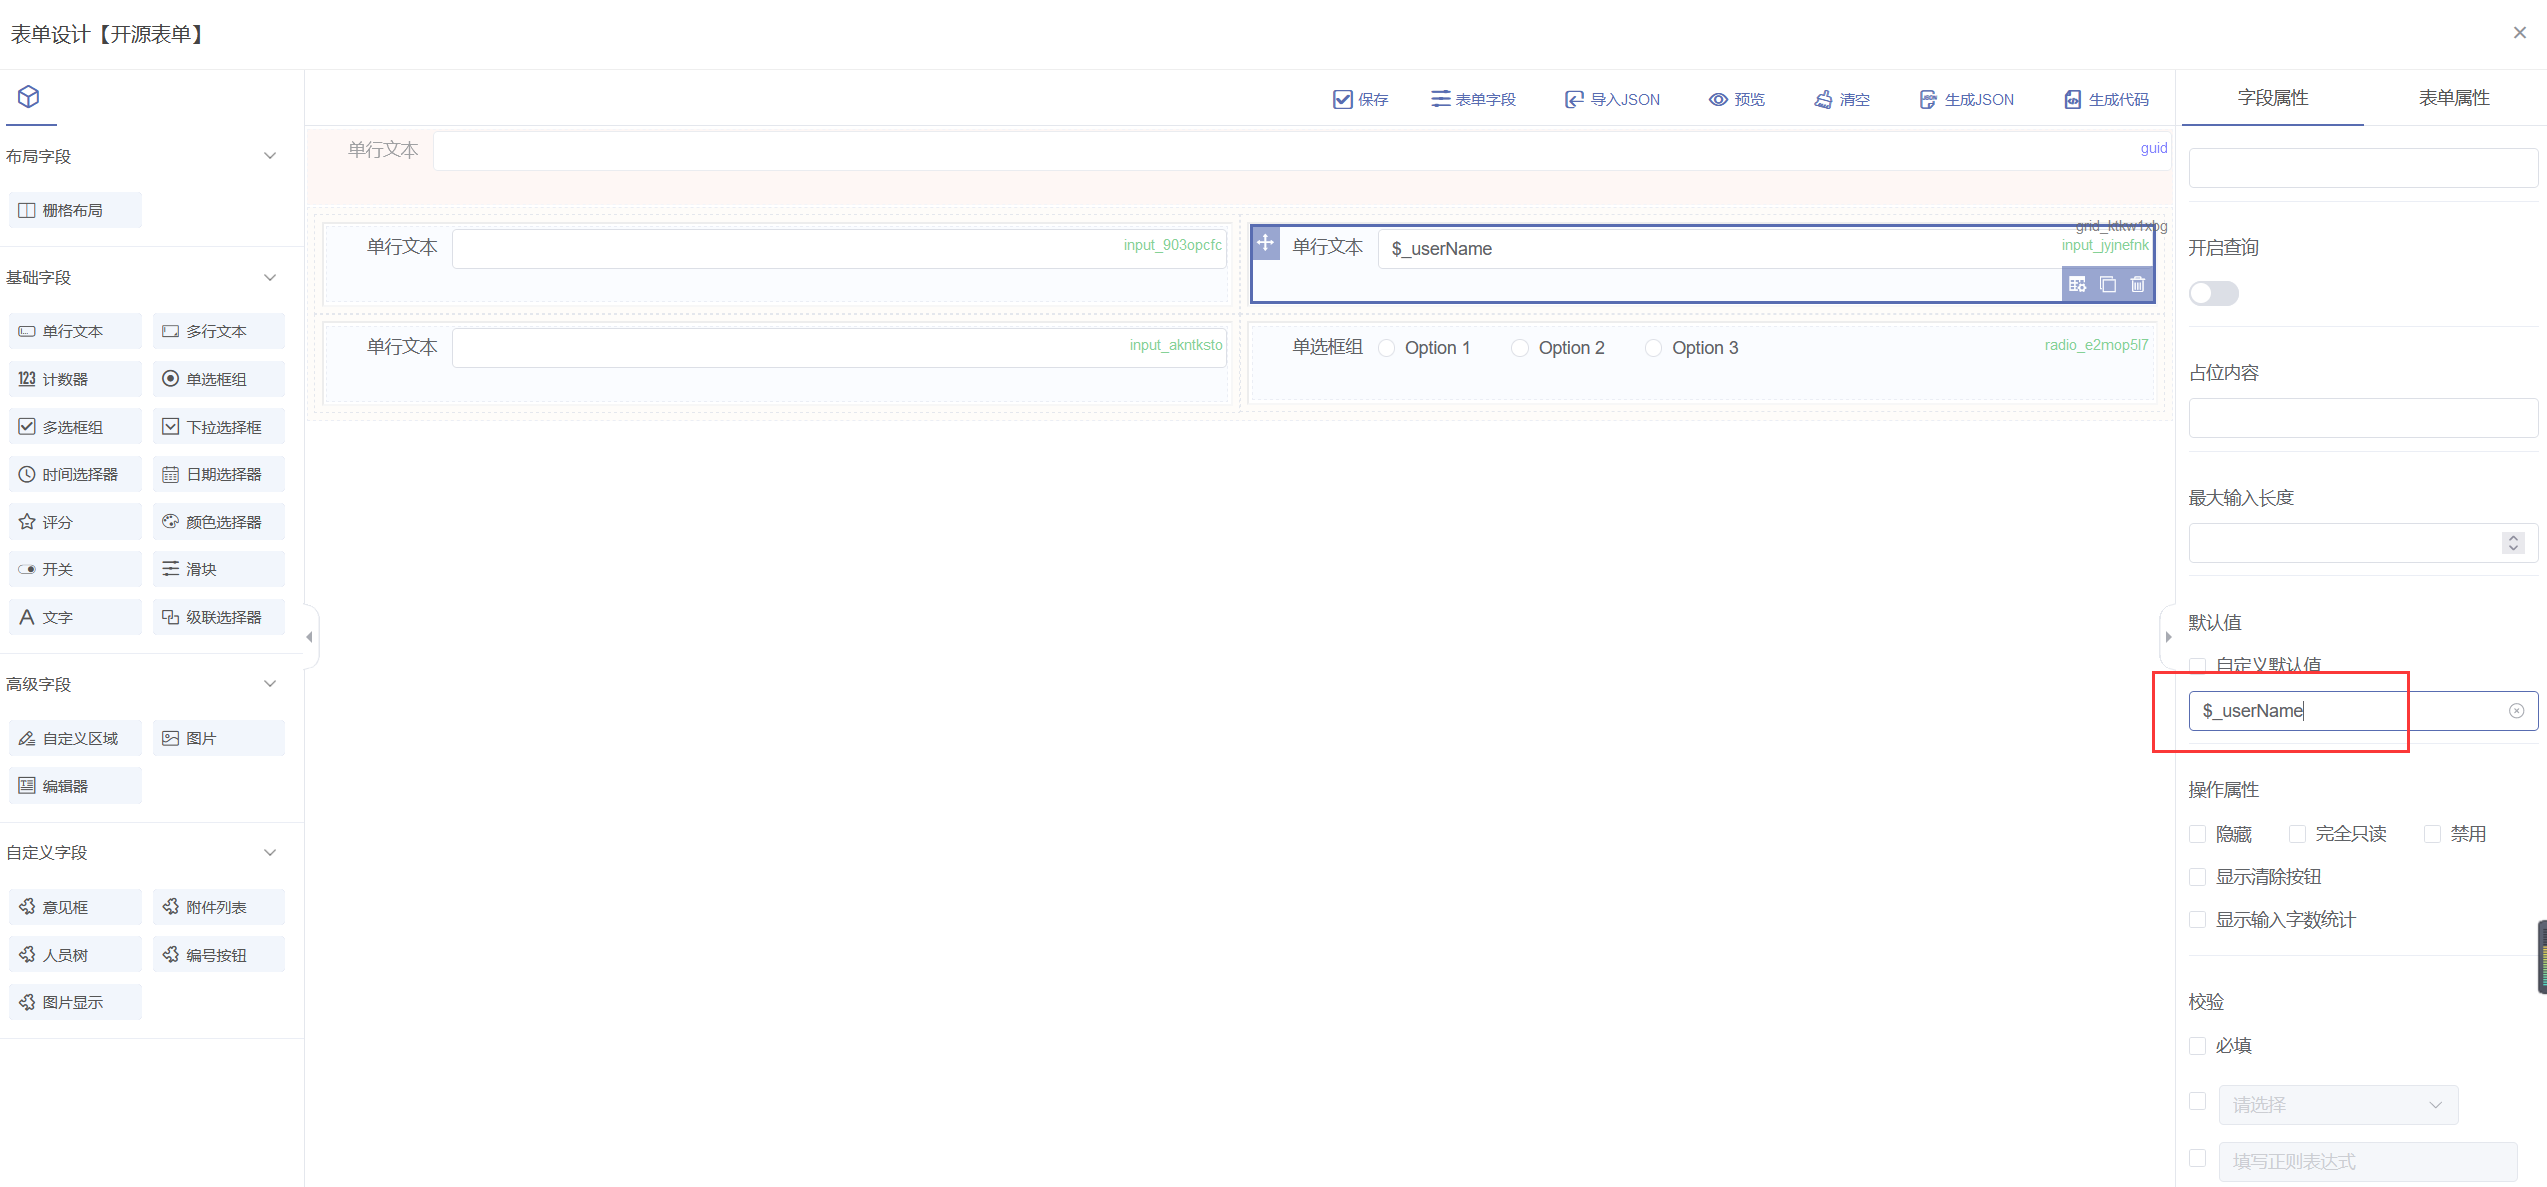 表单设计【开源表单】
保存
表单字段
导入JSON
预览
清空
生成JSON
生成代码
字段属性
表单属性
布局字段
栅格布局
基础字段
单行文本
多行文本
计数器
单选框组
多选框组
下拉选择框
时间选择器
日期选择器
评分
颜色选择器
开关
滑块
文字
级联选择器
高级字段
自定义区域
图片
编辑器
自定义字段
意见框
附件列表
人员树
编号按钮
图片显示
单行文本
guid
grid_ktkw1xbg
单行文本
input_903opcfc
单行文本
$_userName
input_jyjnefnk
单行文本
input_akntksto
单选框组
Option 1
Option 2
Option 3
radio_e2mop5l7
开启查询
占位内容
最大输入长度
默认值
自定义默认值
$_userName
操作属性
隐藏
完全只读
禁用
显示清除按钮
显示输入字数统计
校验
必填
请选择
填写正则表达式